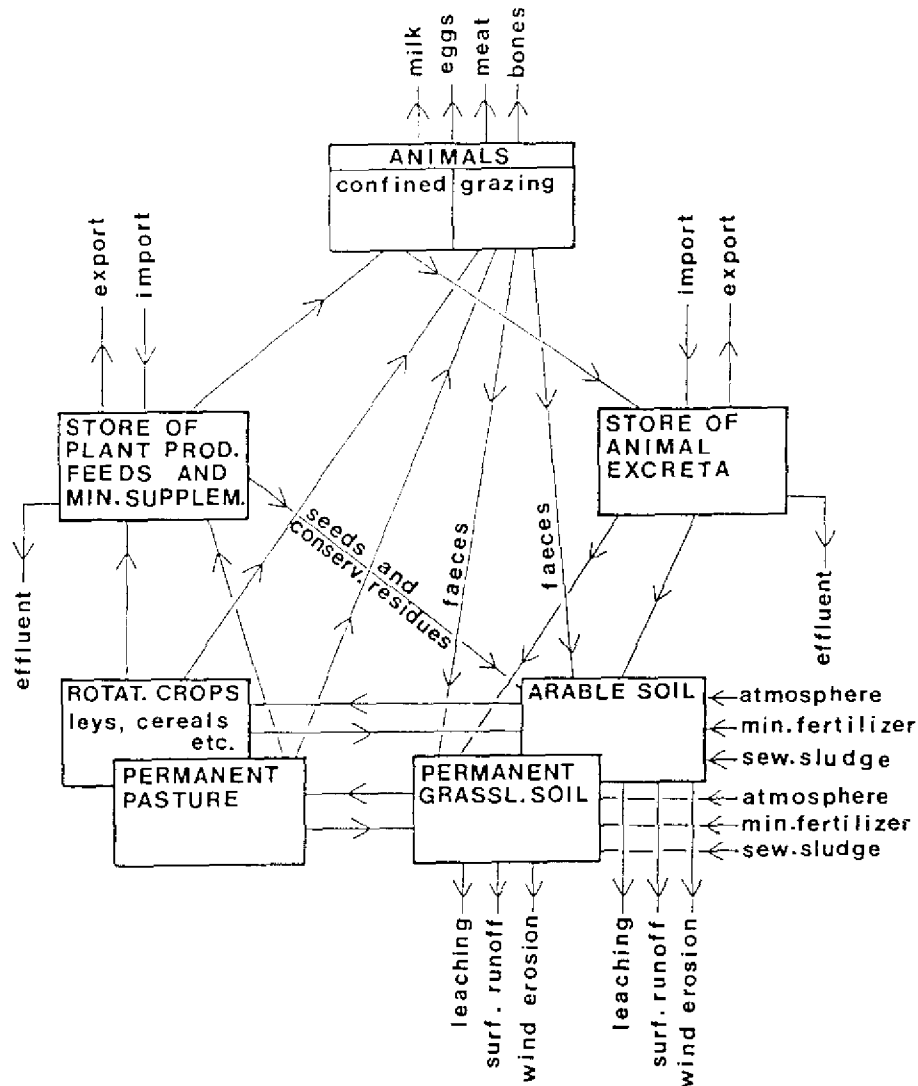 milk
eggs
meat
bones
ANIMALS
confined
grazing
export
import
import
export
STORE OF
PLANT PROD.
FEEDS AND
MIN. SUPPLEM.
STORE OF
ANIMAL
EXCRETA
seeds and
conserv. residues
faeces
faeces
effluent
effluent
ROTAT. CROPS
leys, cereals
etc.
ARABLE SOIL
atmosphere
min. fertilizer
sew. sludge
PERMANENT
PASTURE
PERMANENT
GRASSL. SOIL
atmosphere
min. fertilizer
sew. sludge
leaching
surf. runoff
wind erosion
leaching
surf. runoff
wind erosion